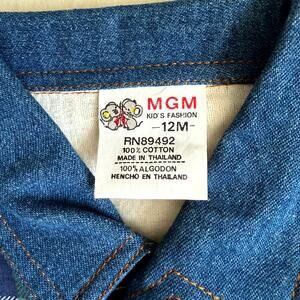 MGM
KID'S FASHION
-12M-
RN89492
100% COTTON
MADE IN THAILAND
100% ALGODON
HENCHO EN THAILAND